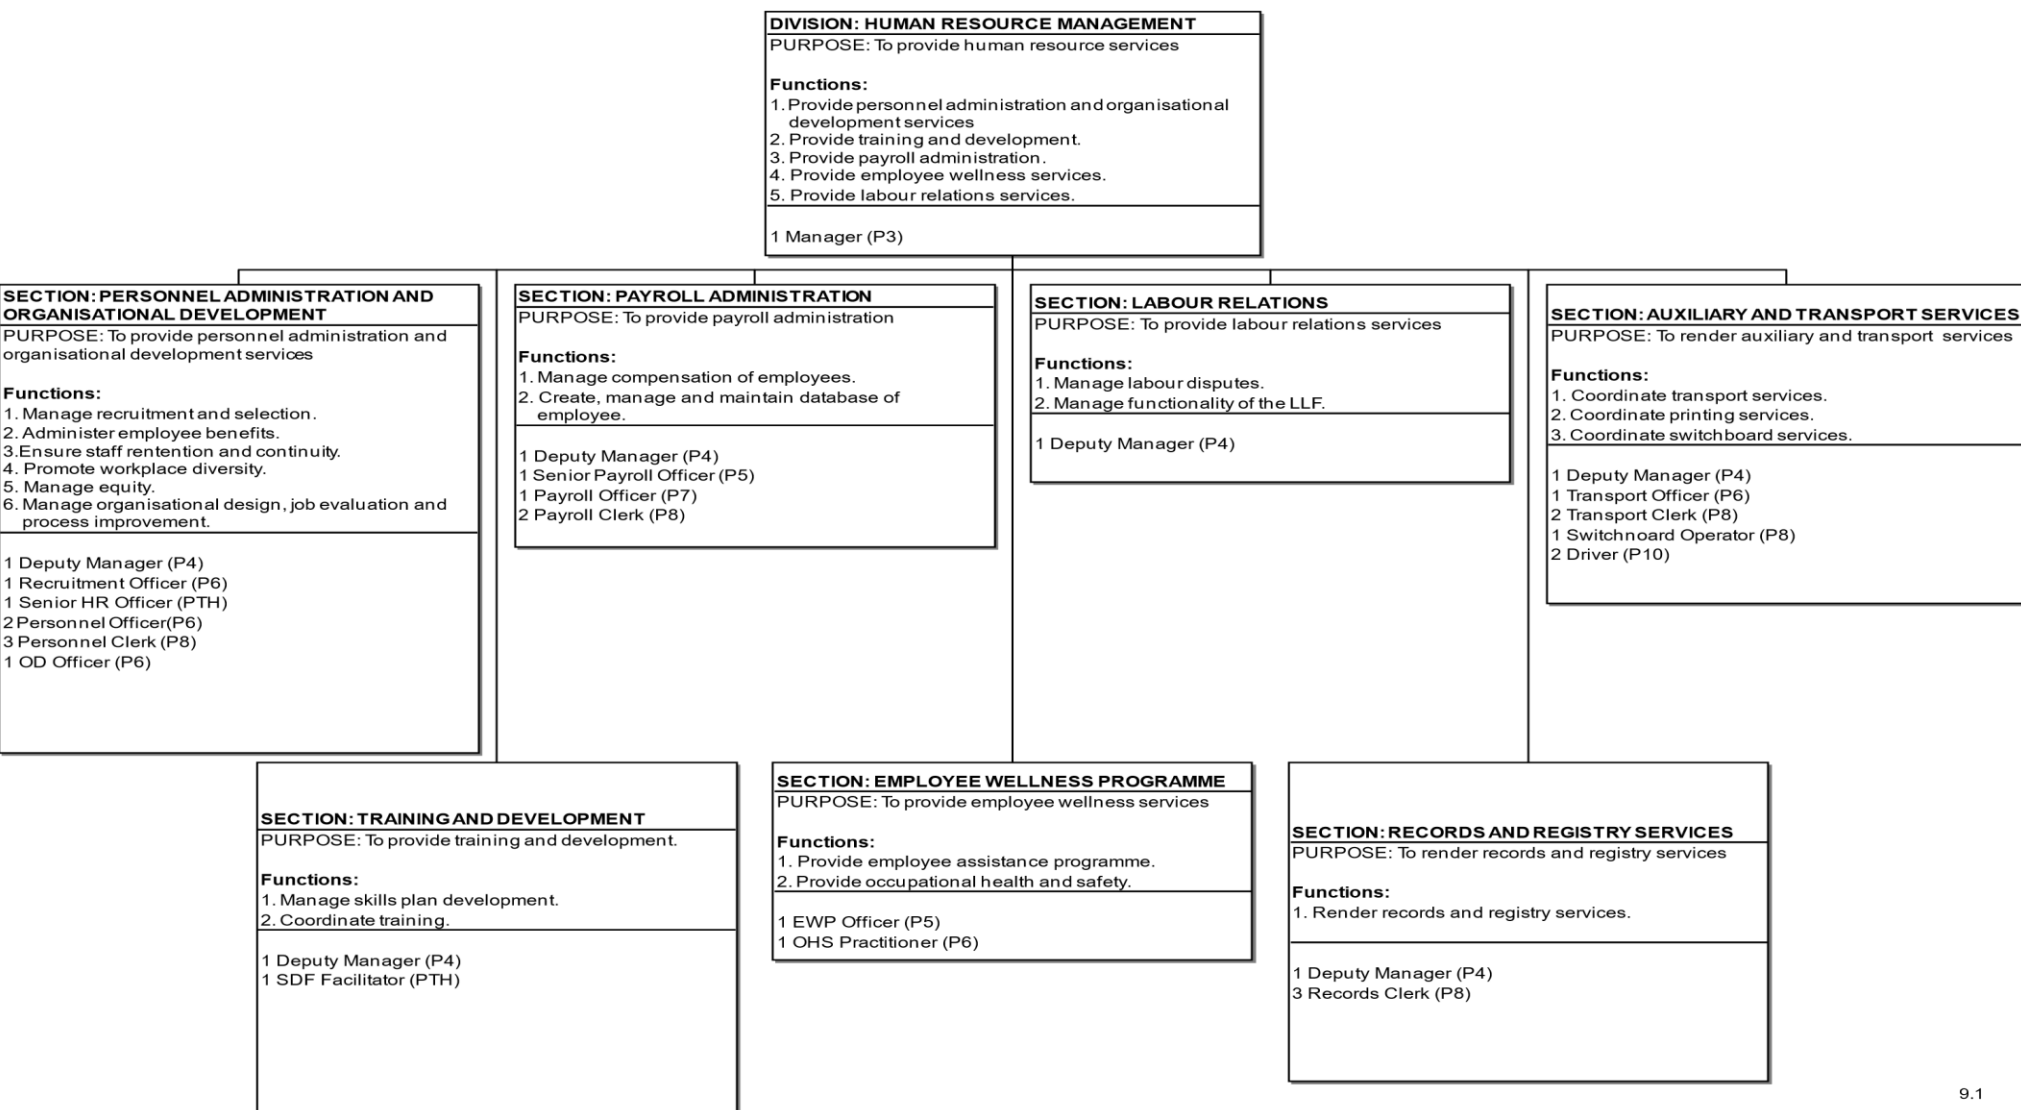 DIVISION: HUMAN RESOURCE MANAGEMENT
PURPOSE: To provide human resource services
Functions:
1. Provide personnel administration and organisational
development services
2. Provide training and development.
3. Provide payroll administration.
4. Provide employee wellness services.
5. Provide labour relations services.
1 Manager (P3)
SECTION: PERSONNEL ADMINISTRATION AND
ORGANISATIONAL DEVELOPMENT
PURPOSE: To provide personnel administration and
organisational development services
Functions:
1. Manage recruitment and selection.
2. Administer employee benefits.
3.Ensure staff rentention and continuity.
4. Promote workplace diversity.
5. Manage equity.
6. Manage organisational design, job evaluation and
process improvement.
1 Deputy Manager (P4)
1 Recruitment Officer (P6)
1 Senior HR Officer (PTH)
2 Personnel Officer(P6)
3 Personnel Clerk (P8)
1 OD Officer (P6)
SECTION: PAYROLL ADMINISTRATION
PURPOSE: To provide payroll administration
Functions:
1. Manage compensation of employees.
2. Create, manage and maintain database of
employee.
1 Deputy Manager (P4)
1 Senior Payroll Officer (P5)
1 Payroll Officer (P7)
2 Payroll Clerk (P8)
SECTION: LABOUR RELATIONS
PURPOSE: To provide labour relations services
Functions:
1. Manage labour disputes.
2. Manage functionality of the LLF.
1 Deputy Manager (P4)
SECTION: AUXILIARY AND TRANSPORT SERVICES
PURPOSE: To render auxiliary and transport services
Functions:
1. Coordinate transport services.
2. Coordinate printing services.
3. Coordinate switchboard services.
1 Deputy Manager (P4)
1 Transport Officer (P6)
2 Transport Clerk (P8)
1 Switchnoard Operator (P8)
2 Driver (P10)
SECTION: TRAINING AND DEVELOPMENT
PURPOSE: To provide training and development.
Functions:
1. Manage skills plan development.
2. Coordinate training.
1 Deputy Manager (P4)
1 SDF Facilitator (PTH)
SECTION: EMPLOYEE WELLNESS PROGRAMME
PURPOSE: To provide employee wellness services
Functions:
1. Provide employee assistance programme.
2. Provide occupational health and safety.
1 EWP Officer (P5)
1 OHS Practitioner (P6)
SECTION: RECORDS AND REGISTRY SERVICES
PURPOSE: To render records and registry services
Functions:
1. Render records and registry services.
1 Deputy Manager (P4)
3 Records Clerk (P8)
9.1